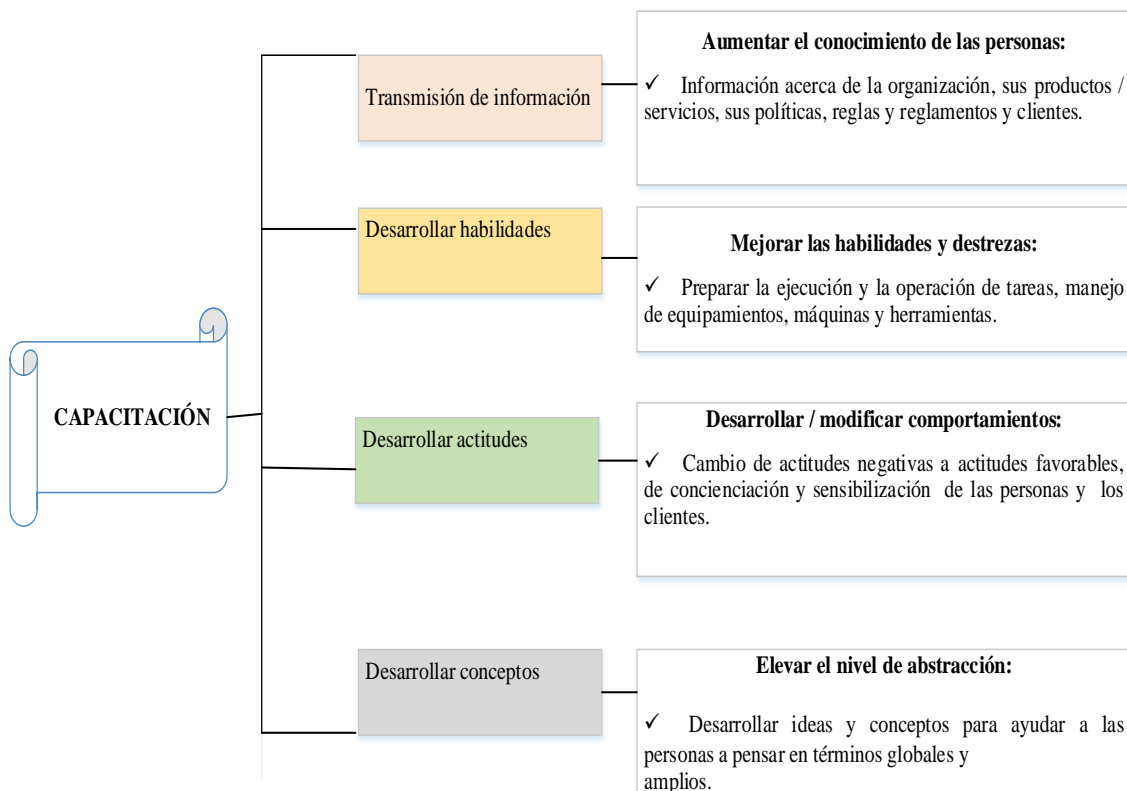 CAPACITACIÓN
Transmisión de información
Aumentar el conocimiento de las personas:
✓ Información acerca de la organización, sus productos /
servicios, sus políticas, reglas y reglamentos y clientes.
Desarrollar habilidades
Mejorar las habilidades y destrezas:
✓ Preparar la ejecución y la operación de tareas, manejo
de equipamientos, máquinas y herramientas.
Desarrollar actitudes
Desarrollar / modificar comportamientos:
✓ Cambio de actitudes negativas a actitudes favorables,
de concienciación y sensibilización de las personas y los
clientes.
Desarrollar conceptos
Elevar el nivel de abstracción:
✓ Desarrollar ideas y conceptos para ayudar a las
personas a pensar en términos globales y
amplios.